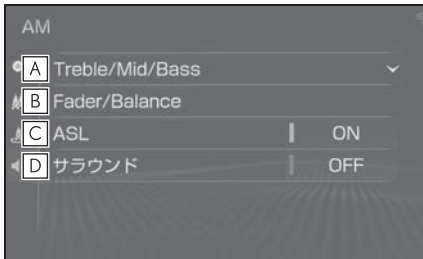 AM
A Treble/Mid/Bass
B Fader/Balance
C ASL ON
D サラウンド OFF